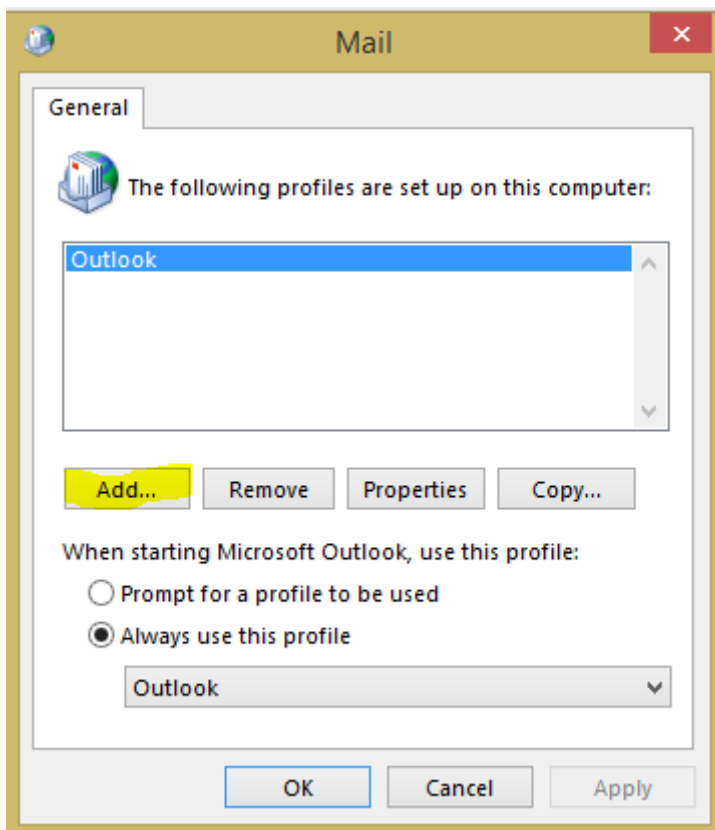 Mail
General
The following profiles are set up on this computer:
Outlook
Add... Remove Properties Copy...
When starting Microsoft Outlook, use this profile:
Prompt for a profile to be used
Always use this profile
Outlook
OK Cancel Apply